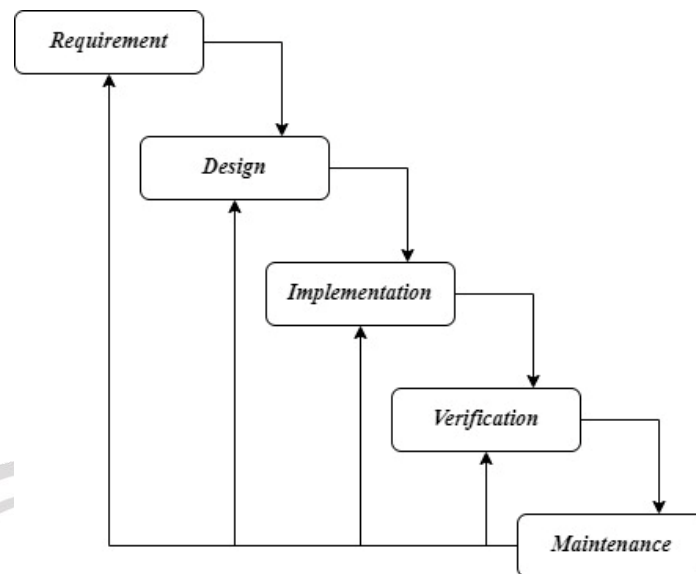 Requirement
Design
Implementation
Verification
Maintenance